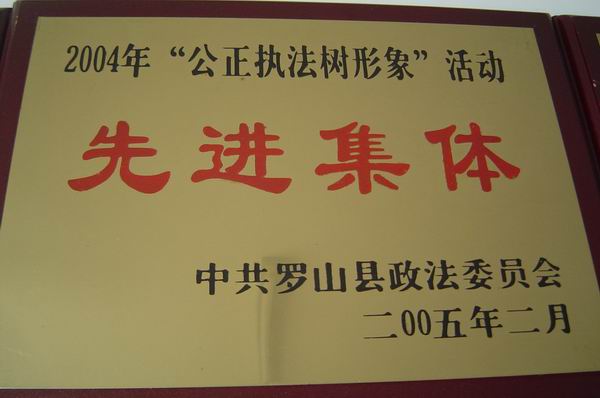 2004年“公正执法树形象”活动
先进集体
中共罗山县政法委员会
二00五年二月